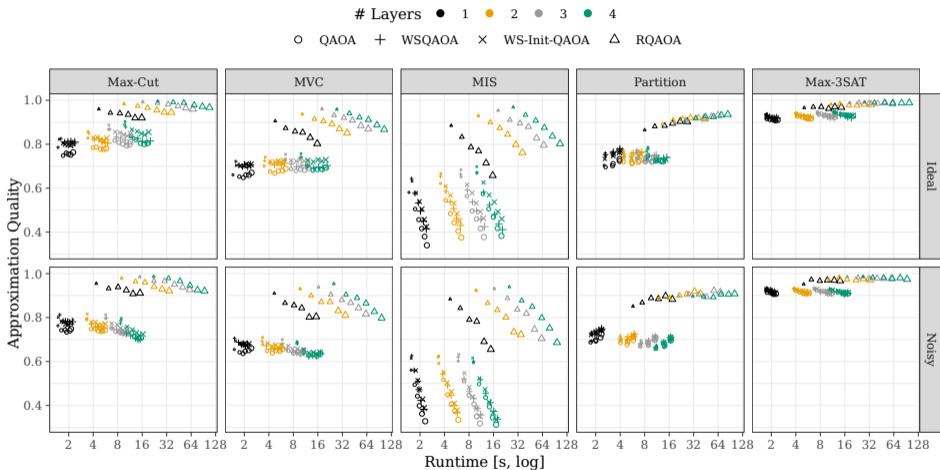 # Layers 1 2 3 4
QAOA WSQAOA WS-Init-QAOA RQAOA
Max-Cut MVC MIS Partition Max-3SAT
1.0
0.8
0.6
0.4
Ideal
1.0
0.8
0.6
0.4
Noisy
Approximation Quality
2 4 8 16 32 64 128 2 4 8 16 32 64 128 2 4 8 16 32 64 128 2 4 8 16 32 64 128 2 4 8 16 32 64 128
Runtime [s, log]